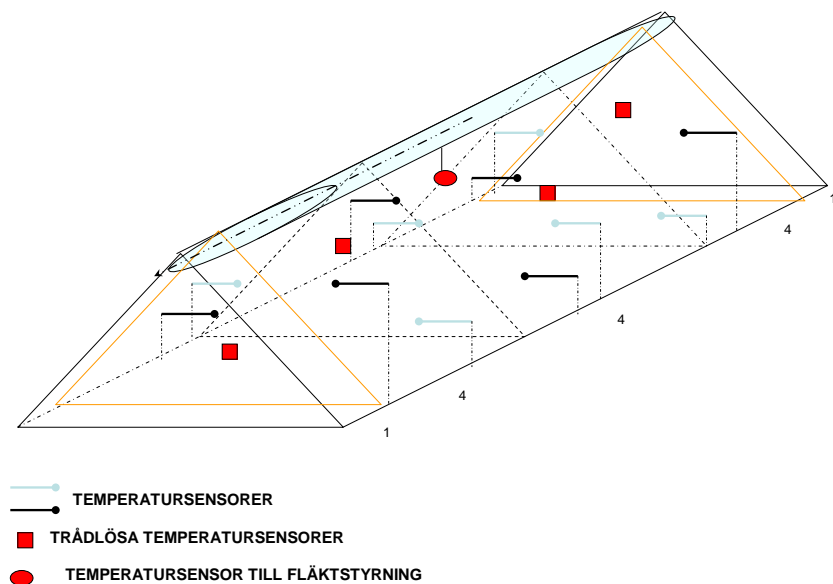 1
4
4
4
1
TEMPERATURSENSORER
TRÅDLÖSA TEMPERATURSENSORER
TEMPERATURSENSOR TILL FLÄKTSTYRNING